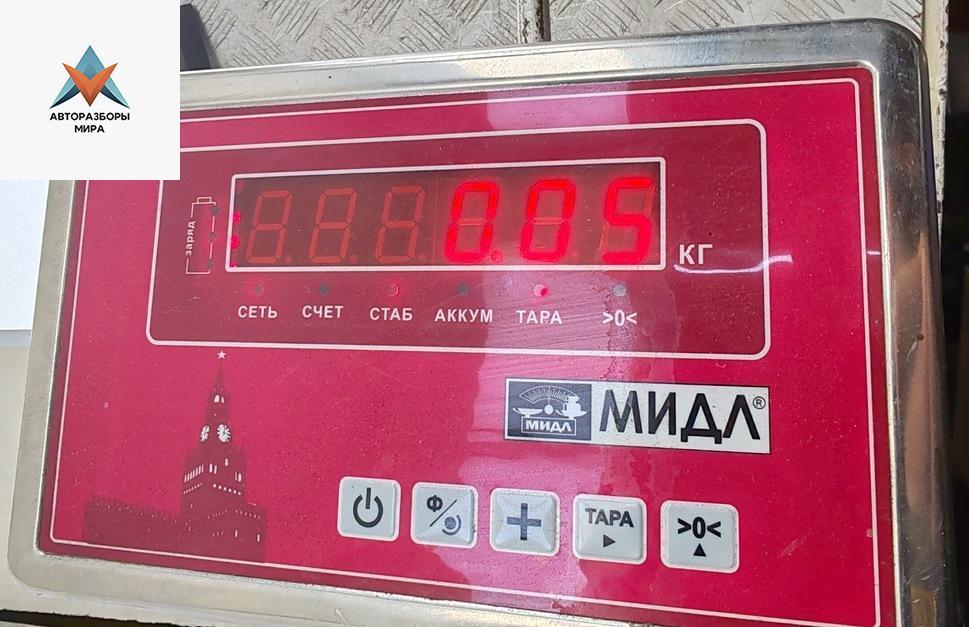 АВТОРАЗБОРЫ
МИРА
заряд
0.05
КГ
СЕТЬ СЧЕТ СТАБ АККУМ ТАРА >0<
МИДЛ МИДЛ®
Ф/ + ТАРА >0<